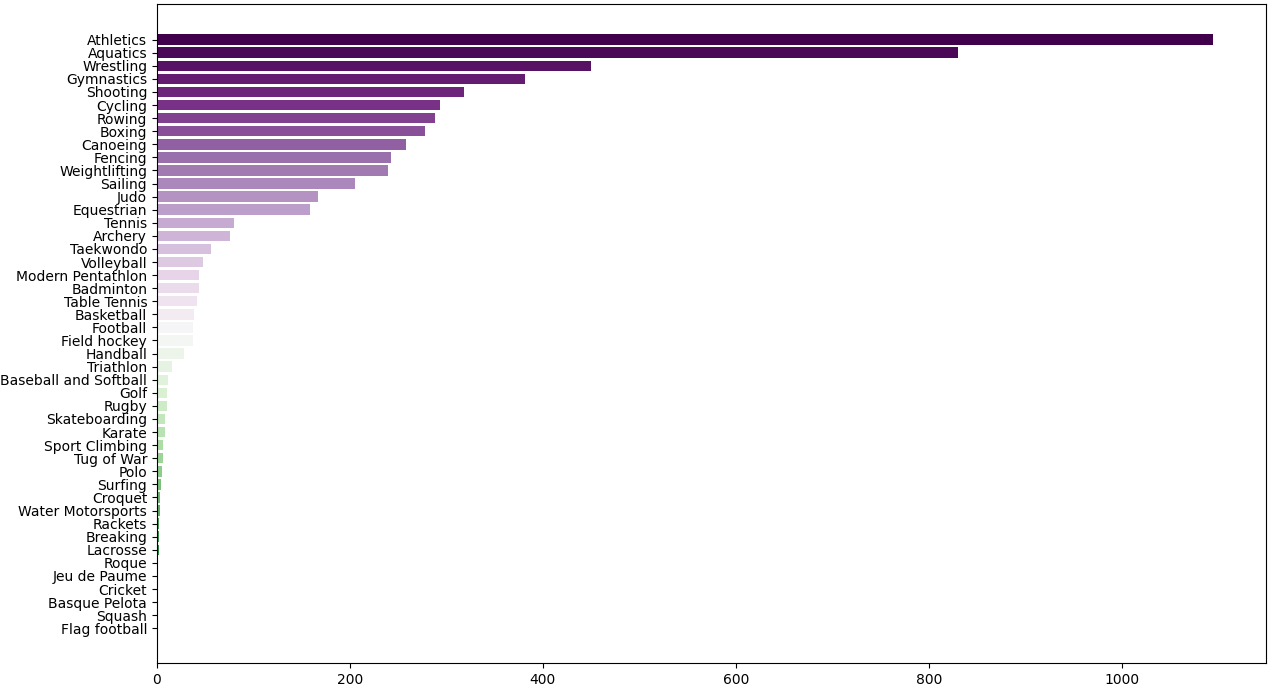 Athletics
Aquatics
Wrestling
Gymnastics
Shooting
Cycling
Rowing
Boxing
Canoeing
Fencing
Weightlifting
Sailing
Judo
Equestrian
Tennis
Archery
Taekwondo
Volleyball
Modern Pentathlon
Badminton
Table Tennis
Basketball
Football
Field hockey
Handball
Triathlon
Baseball and Softball
Golf
Rugby
Skateboarding
Karate
Sport Climbing
Tug of War
Polo
Surfing
Croquet
Water Motorsports
Rackets
Breaking
Lacrosse
Roque
Jeu de Paume
Cricket
Basque Pelota
Squash
Flag football
0 200 400 600 800 1000